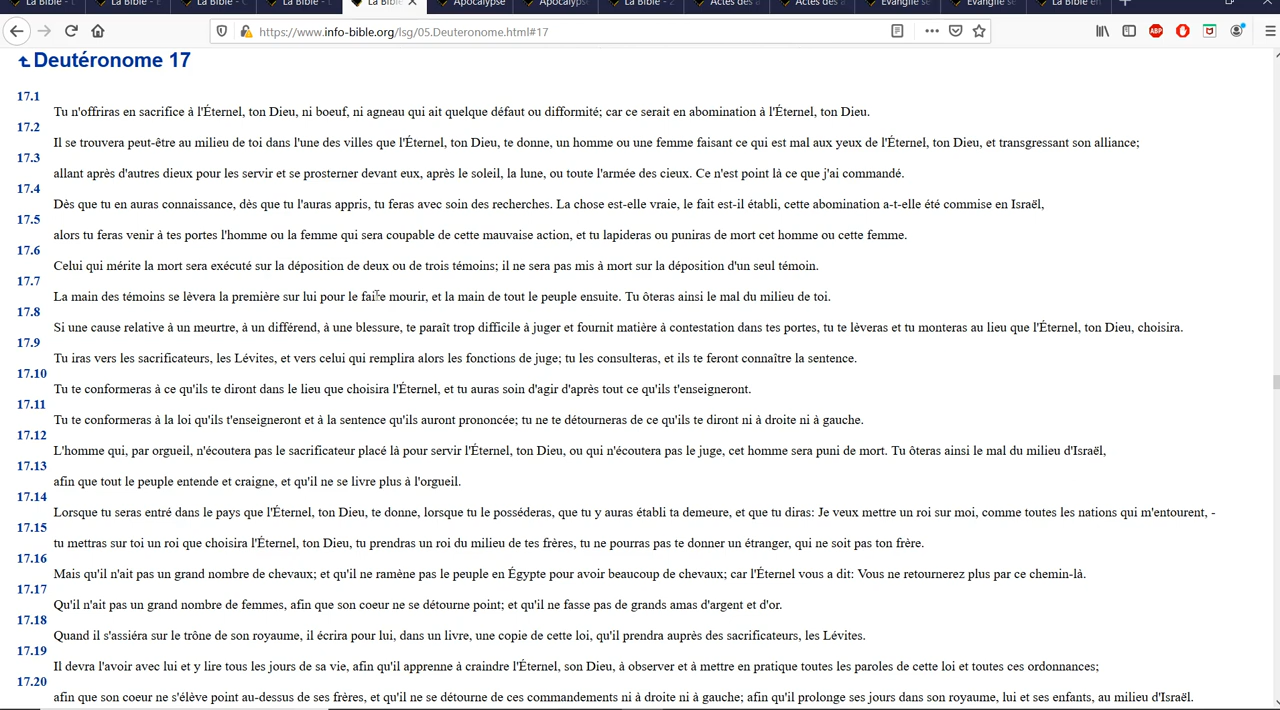 La Bible -
La Bible - E
La Bible -
La Bible -
La Bible
Apocalypse
Apocalyps
La Bible - 2
Actes des a
Actes des a
Evangile se
Evangile se
La Bible en
https://www.info-bible.org/lsg/05.Deuteronome.html#17
ABP
Deutéronome 17
17.1
Tu n'offriras en sacrifice à l'Éternel, ton Dieu, ni boeuf, ni agneau qui ait quelque défaut ou difformité; car ce serait en abomination à l'Éternel, ton Dieu.
17.2
Il se trouvera peut-être au milieu de toi dans l'une des villes que l'Éternel, ton Dieu, te donne, un homme ou une femme faisant ce qui est mal aux yeux de l'Éternel, ton Dieu, et transgressant son alliance;
17.3
allant après d'autres dieux pour les servir et se prosterner devant eux, après le soleil, la lune, ou toute l'armée des cieux. Ce n'est point là ce que j'ai commandé.
17.4
Dès que tu en auras connaissance, dès que tu l'auras appris, tu feras avec soin des recherches. La chose est-elle vraie, le fait est-il établi, cette abomination a-t-elle été commise en Israël,
17.5
alors tu feras venir à tes portes l'homme ou la femme qui sera coupable de cette mauvaise action, et tu lapideras ou puniras de mort cet homme ou cette femme.
17.6
Celui qui mérite la mort sera exécuté sur la déposition de deux ou de trois témoins; il ne sera pas mis à mort sur la déposition d'un seul témoin.
17.7
La main des témoins se lèvera la première sur lui pour le faire mourir, et la main de tout le peuple ensuite. Tu ôteras ainsi le mal du milieu de toi.
17.8
Si une cause relative à un meurtre, à un différend, à une blessure, te paraît trop difficile à juger et fournit matière à contestation dans tes portes, tu te lèveras et tu monteras au lieu que l'Éternel, ton Dieu, choisira.
17.9
Tu iras vers les sacrificateurs, les Lévites, et vers celui qui remplira alors les fonctions de juge; tu les consulteras, et ils te feront connaître la sentence.
17.10
Tu te conformeras à ce qu'ils te diront dans le lieu que choisira l'Éternel, et tu auras soin d'agir d'après tout ce qu'ils t'enseigneront.
17.11
Tu te conformeras à la loi qu'ils t'enseigneront et à la sentence qu'ils auront prononcée; tu ne te détourneras de ce qu'ils te diront ni à droite ni à gauche.
17.12
L'homme qui, par orgueil, n'écoutera pas le sacrificateur placé là pour servir l'Éternel, ton Dieu, ou qui n'écoutera pas le juge, cet homme sera puni de mort. Tu ôteras ainsi le mal du milieu d'Israël,
17.13
afin que tout le peuple entende et craigne, et qu'il ne se livre plus à l'orgueil.
17.14
Lorsque tu seras entré dans le pays que l'Éternel, ton Dieu, te donne, lorsque tu le posséderas, que tu y auras établi ta demeure, et que tu diras: Je veux mettre un roi sur moi, comme toutes les nations qui m'entourent, -
17.15
tu mettras sur toi un roi que choisira l'Éternel, ton Dieu, tu prendras un roi du milieu de tes frères, tu ne pourras pas te donner un étranger, qui ne soit pas ton frère.
17.16
Mais qu'il n'ait pas un grand nombre de chevaux; et qu'il ne ramène pas le peuple en Égypte pour avoir beaucoup de chevaux; car l'Éternel vous a dit: Vous ne retournerez plus par ce chemin-là.
17.17
Qu'il n'ait pas un grand nombre de femmes, afin que son coeur ne se détourne point; et qu'il ne fasse pas de grands amas d'argent et d'or.
17.18
Quand il s'assiéra sur le trône de son royaume, il écrira pour lui, dans un livre, une copie de cette loi, qu'il prendra auprès des sacrificateurs, les Lévites.
17.19
Il devra l'avoir avec lui et y lire tous les jours de sa vie, afin qu'il apprenne à craindre l'Éternel, son Dieu, à observer et à mettre en pratique toutes les paroles de cette loi et toutes ces ordonnances;
17.20
afin que son coeur ne s'élève point au-dessus de ses frères, et qu'il ne se détourne de ces commandements ni à droite ni à gauche; afin qu'il prolonge ses jours dans son royaume, lui et ses enfants, au milieu d'Israël.